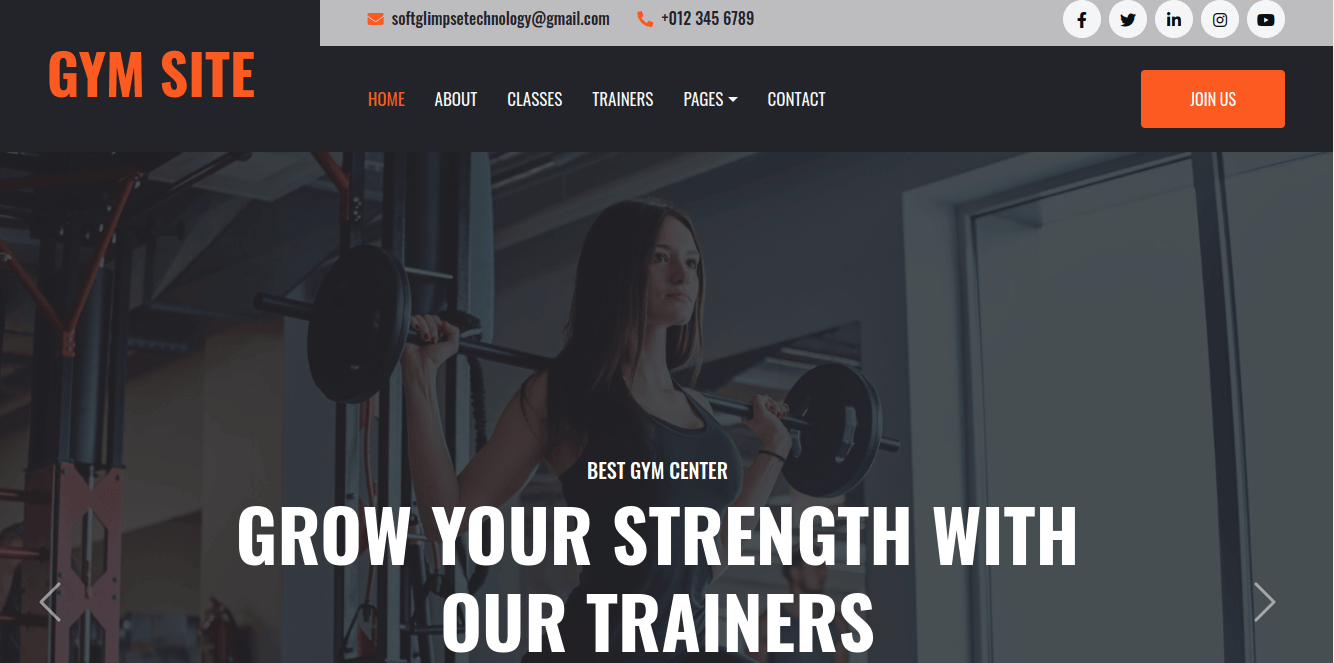 softglimpsetechnology@gmail.com +012 345 6789
GYM SITE
HOME ABOUT CLASSES TRAINERS PAGES CONTACT JOIN US
BEST GYM CENTER
GROW YOUR STRENGTH WITH
OUR TRAINERS